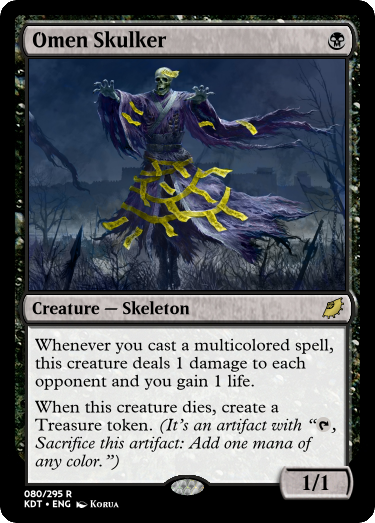 Omen Skulker
Creature — Skeleton
Whenever you cast a multicolored spell,
this creature deals 1 damage to each
opponent and you gain 1 life.
When this creature dies, create a
Treasure token. (It's an artifact with “,
Sacrifice this artifact: Add one mana of
any color.”)
1/1
080/295 R
KDT • ENG Korua